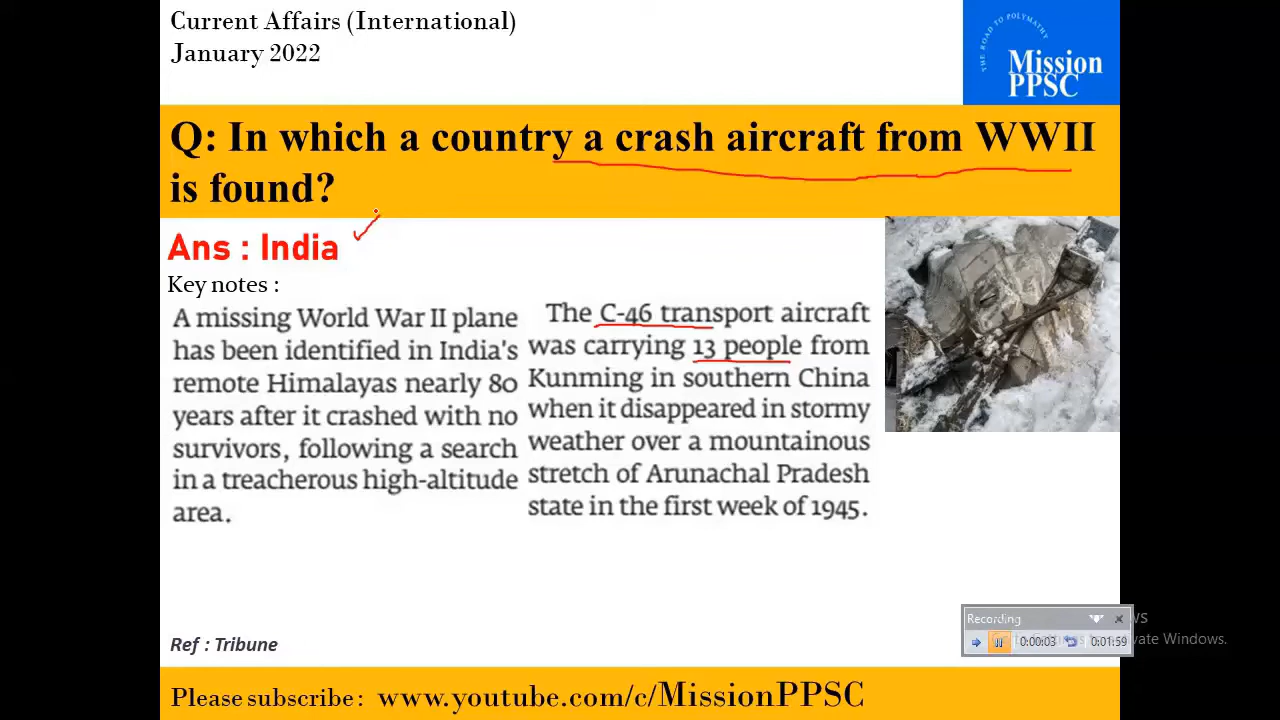 Current Affairs (International)
January 2022
THE ROAD TO POLYMATHY
Mission
PPSC
Q: In which a country a crash aircraft from WWII
is found?
Ans : India
Key notes :
A missing World War II plane
has been identified in India's
remote Himalayas nearly 80
years after it crashed with no
survivors, following a search
in a treacherous high-altitude
area.
The C-46 transport aircraft
was carrying 13 people from
Kunming in southern China
when it disappeared in stormy
weather over a mountainous
stretch of Arunachal Pradesh
state in the first week of 1945.
Ref : Tribune
Recording
0:00:03 0:01:59
vate Windows.
Please subscribe : www.youtube.com/c/MissionPPSC